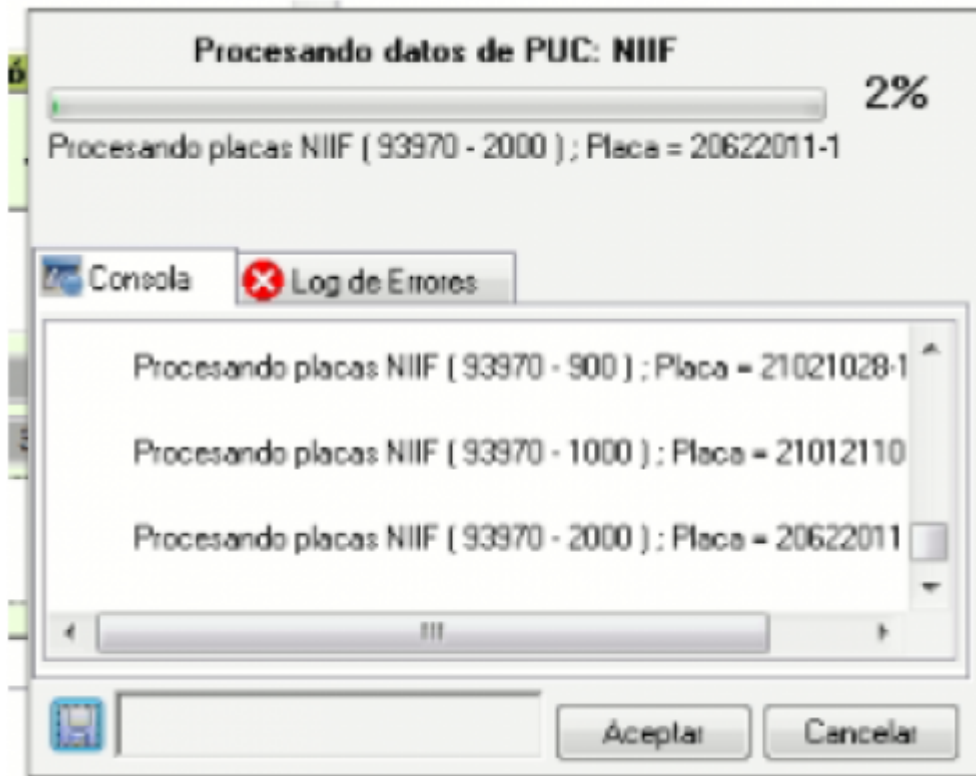 Procesando datos de PUC: NIIF
2%
Procesando placas NIIF ( 93970 - 2000 ) ; Placa = 20622011-1
Consola
Log de Errores
Procesando placas NIIF ( 93970 - 900 ) ; Placa = 21021028-1
Procesando placas NIIF ( 93970 - 1000 ) ; Placa = 21012110
Procesando placas NIIF ( 93970 - 2000 ) ; Placa = 20622011
Aceptar
Cancelar